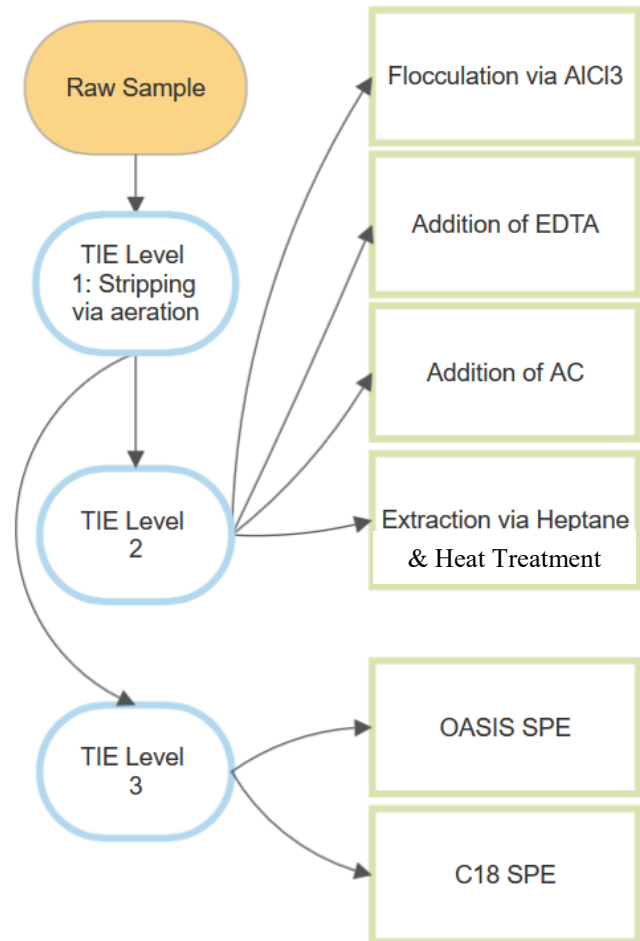 Raw Sample
TIE Level
1: Stripping
via aeration
TIE Level
2
TIE Level
3
Flocculation via AlCl3
Addition of EDTA
Addition of AC
Extraction via Heptane
& Heat Treatment
OASIS SPE
C18 SPE